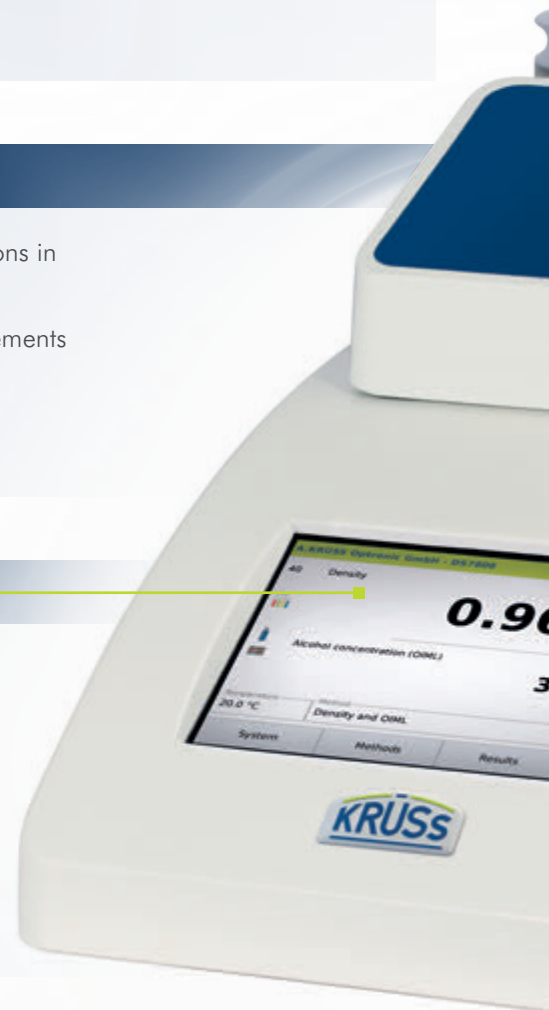 ons in
ements
A.KRÜSS Optronic GmbH - DS7800
40 Density
0.90
Alcohol concentration (OIML)
3
Temperature Method
20.0 °C Density and OIML
System Methods Results
KRÜSS